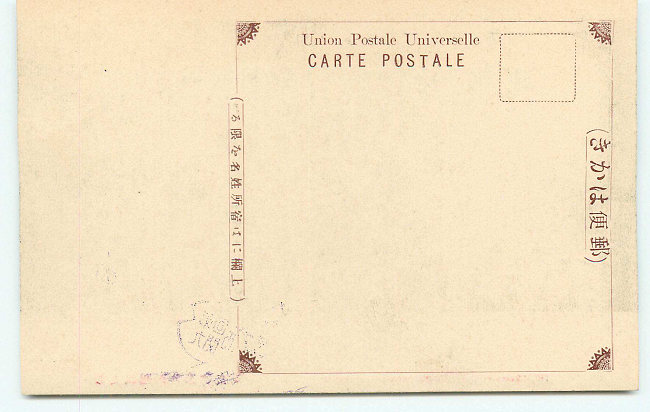 Union Postale Universelle
CARTE POSTALE
(郵便はかき)
(上欄には宿所姓名を限る)